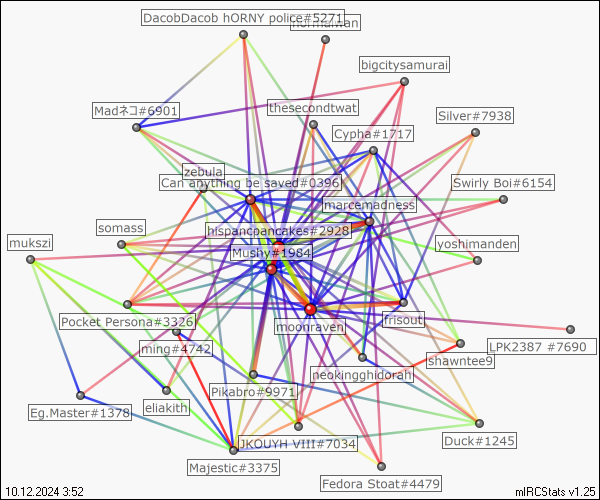 DacobDacob hORNY police#5271
normalwan
bigcitysamurai
Madネコ#6901
thesecondtwat
Silver#7938
Cypha#1717
zebula
Can anything be saved#0396
Swirly Boi#6154
marcemadness
somass
hispancpancakes#2928
mukszi
Mushy#1984
yoshimanden
Pocket Persona#3326
moonraven
frisout
ming#4742
LPK2387 #7690
shawntee9
neokingghidorah
Pikabro#9971
Eg.Master#1378
eliakith
JKOUYH VIII#7034
Duck#1245
Majestic#3375
Fedora Stoat#4479
10.12.2024 3:52
mIRCStats v1.25